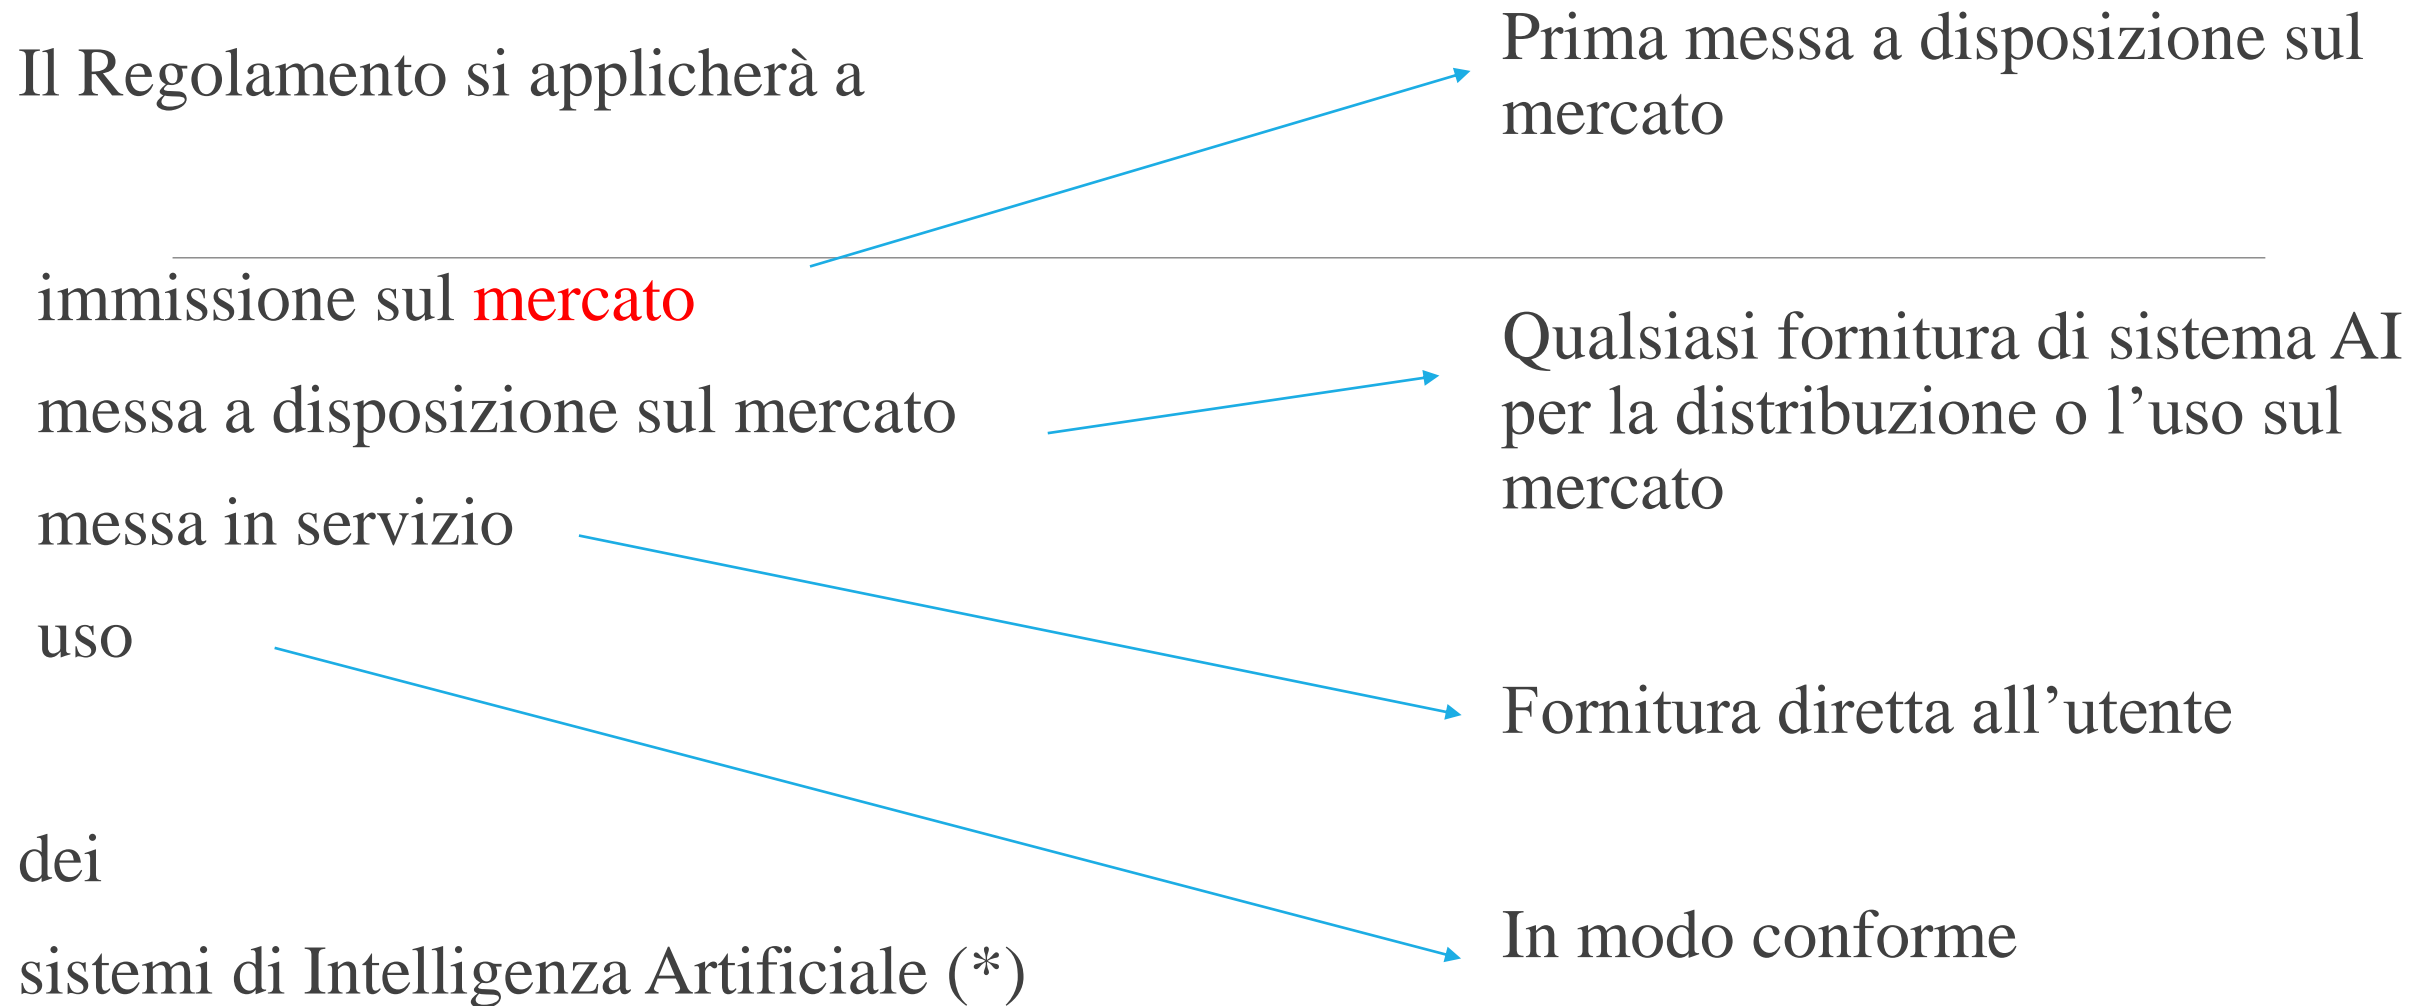 Il Regolamento si applicherà a
immissione sul mercato
messa a disposizione sul mercato
messa in servizio
uso
dei
sistemi di Intelligenza Artificiale (*)
Prima messa a disposizione sul
mercato
Qualsiasi fornitura di sistema AI
per la distribuzione o l’uso sul
mercato
Fornitura diretta all’utente
In modo conforme